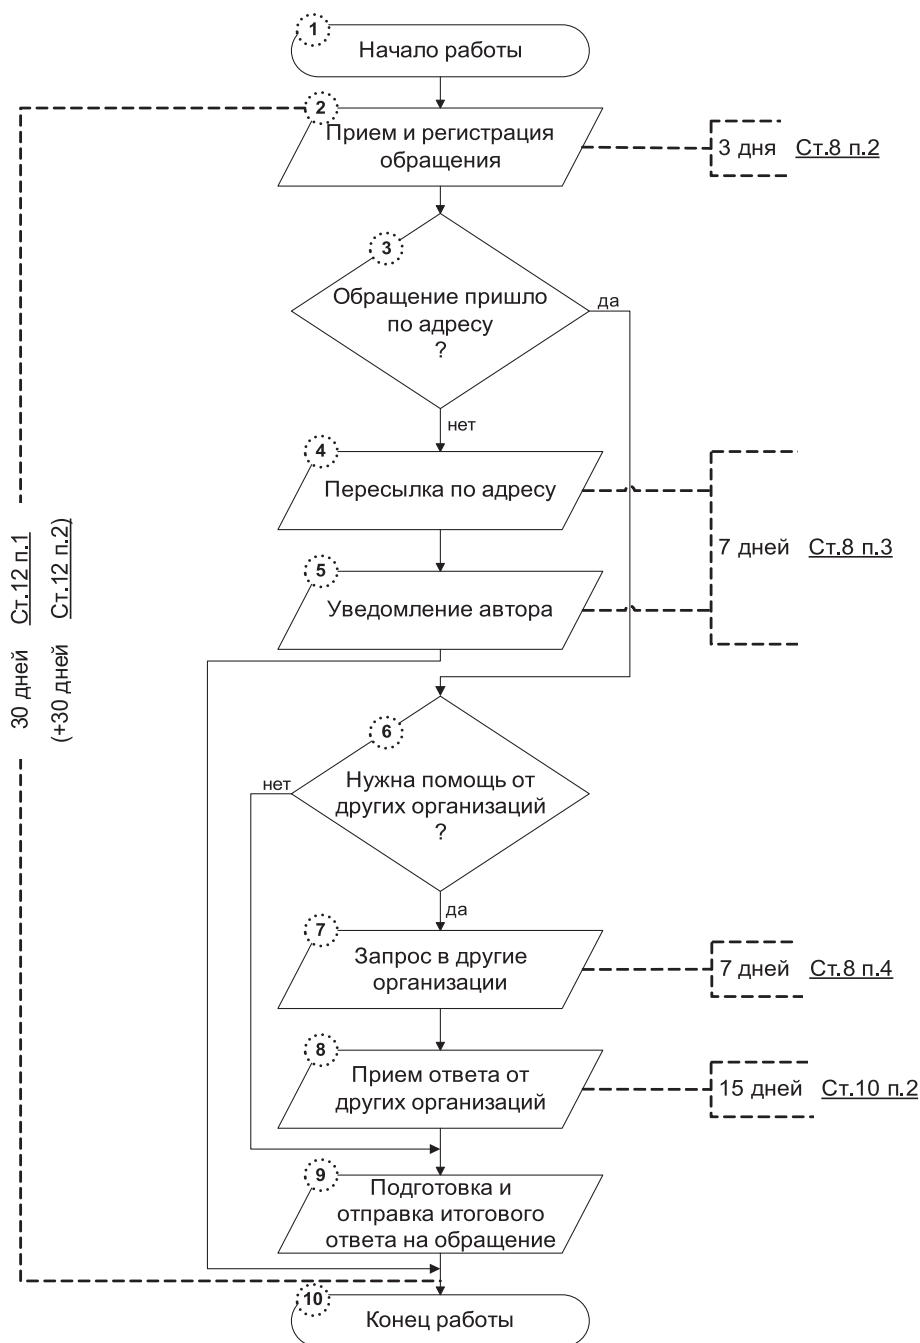 1
Начало работы
2
Прием и регистрация
обращения
3 дня Ст.8 п.2
3
Обращение пришло
по адресу
?
да
нет
4
Пересылка по адресу
7 дней Ст.8 п.3
5
Уведомление автора
30 дней Ст.12 п.1
(+30 дней Ст.12 п.2)
6
Нужна помощь от
других организаций
?
нет
да
7
Запрос в другие
организации
7 дней Ст.8 п.4
8
Прием ответа от
других организаций
15 дней Ст.10 п.2
9
Подготовка и
отправка итогового
ответа на обращение
10
Конец работы